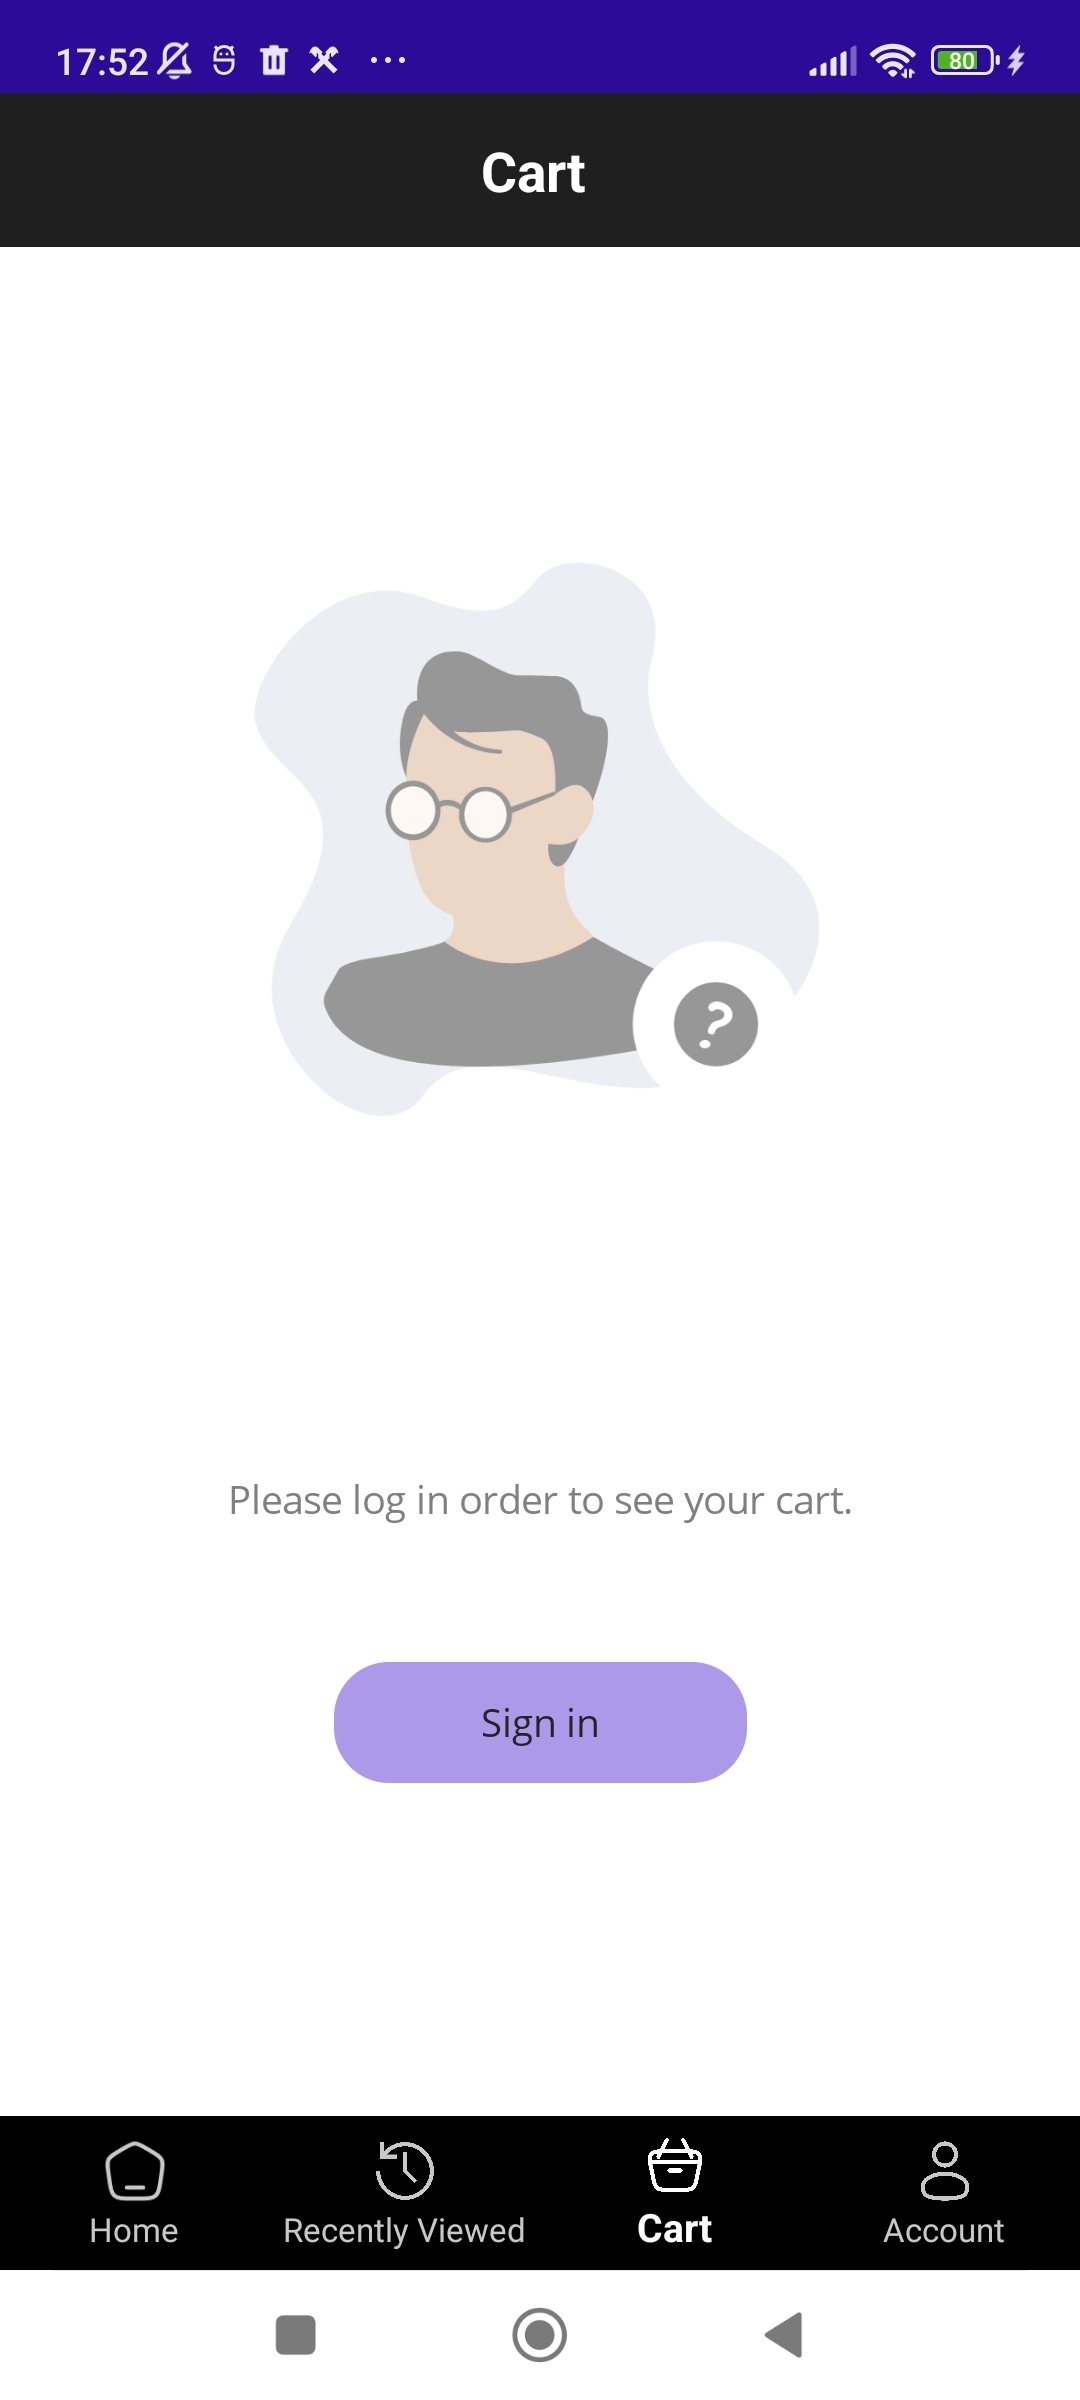 17:52
80
Cart
?
Please log in order to see your cart.
Sign in
Home
Recently Viewed
Cart
Account